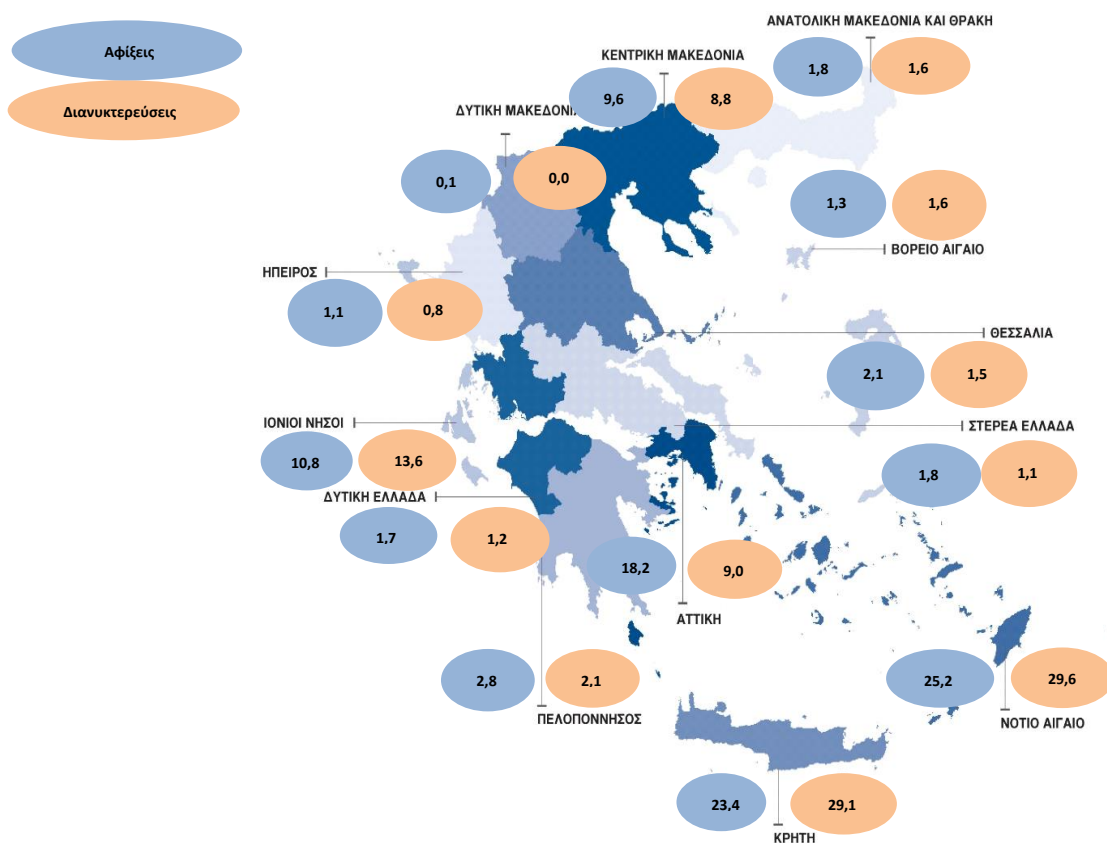 Αφίξεις
Διανυκτερεύσεις
ΑΝΑΤΟΛΙΚΗ ΜΑΚΕΔΟΝΙΑ ΚΑΙ ΘΡΑΚΗ
1,8 1,6
ΚΕΝΤΡΙΚΗ ΜΑΚΕΔΟΝΙΑ
9,6 8,8
ΔΥΤΙΚΗ ΜΑΚΕΔΟΝΙΑ
0,1 0,0
1,3 1,6
ΒΟΡΕΙΟ ΑΙΓΑΙΟ
ΗΠΕΙΡΟΣ
1,1 0,8
ΘΕΣΣΑΛΙΑ
2,1 1,5
ΙΟΝΙΟΙ ΝΗΣΟΙ
10,8 13,6
ΣΤΕΡΕΑ ΕΛΛΑΔΑ
1,8 1,1
ΔΥΤΙΚΗ ΕΛΛΑΔΑ
1,7 1,2
18,2 9,0
ΑΤΤΙΚΗ
2,8 2,1
ΠΕΛΟΠΟΝΝΗΣΟΣ
25,2 29,6
ΝΟΤΙΟ ΑΙΓΑΙΟ
23,4 29,1
ΚΡΗΤΗ